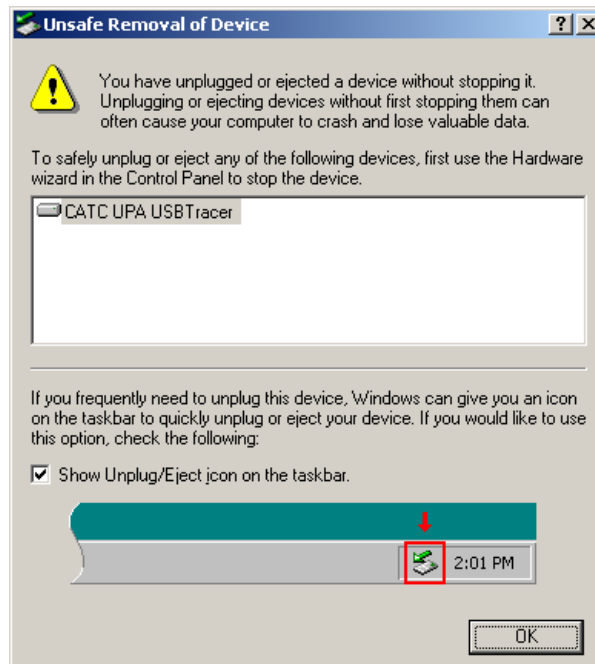 Unsafe Removal of Device
You have unplugged or ejected a device without stopping it.
Unplugging or ejecting devices without first stopping them can
often cause your computer to crash and lose valuable data.
To safely unplug or eject any of the following devices, first use the Hardware
wizard in the Control Panel to stop the device.
CATC UPA USBTracer
If you frequently need to unplug this device, Windows can give you an icon
on the taskbar to quickly unplug or eject your device. If you would like to use
this option, check the following:
Show Unplug/Eject icon on the taskbar.
2:01 PM
OK